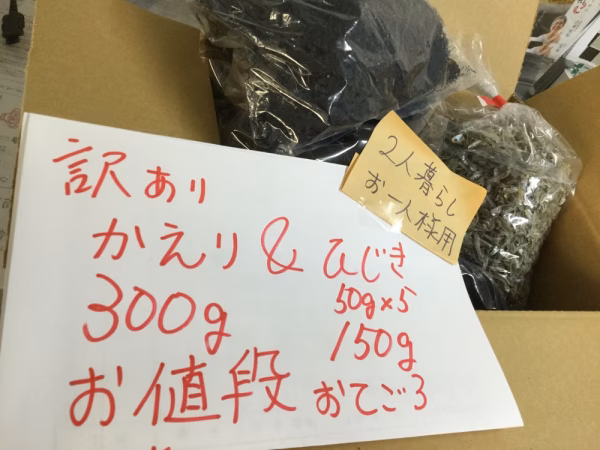 訳あり
かえり & ひじき
300g 50g×5
150g
お値段 おてごろ
2人暮らし
お一人様用